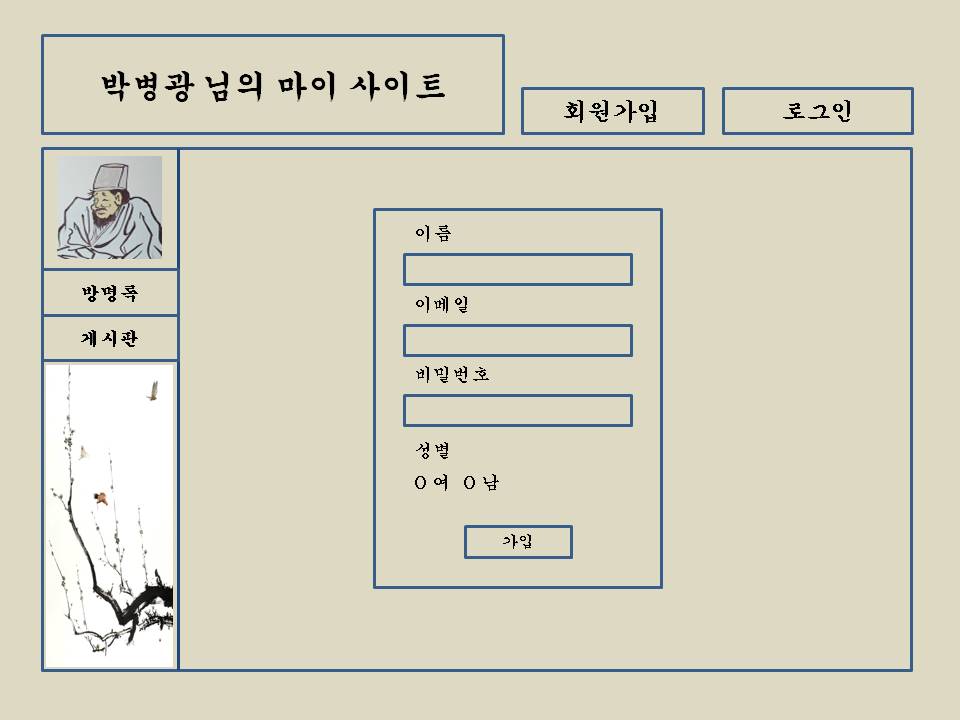 박병광 님의 마이 사이트
회원가입
로그인
방명록
게시판
이름
이메일
비밀번호
성별
O 여 O 남
가입